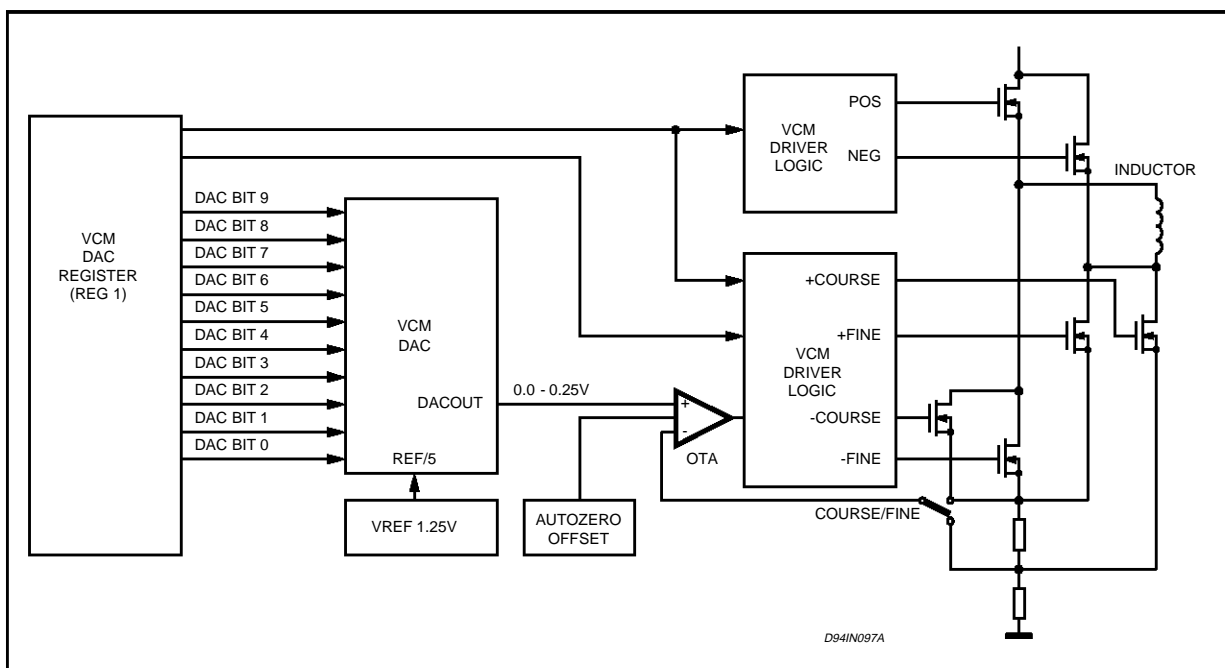 VCM
DAC
REGISTER
(REG 1)
DAC BIT 9
DAC BIT 8
DAC BIT 7
DAC BIT 6
DAC BIT 5
DAC BIT 4
DAC BIT 3
DAC BIT 2
DAC BIT 1
DAC BIT 0
VCM
DAC
DACOUT
REF/5
VREF 1.25V
0.0 - 0.25V
AUTOZERO
OFFSET
+
-
OTA
VCM
DRIVER
LOGIC
POS
NEG
VCM
DRIVER
LOGIC
+COURSE
+FINE
-COURSE
-FINE
COURSE/FINE
INDUCTOR
D94IN097A